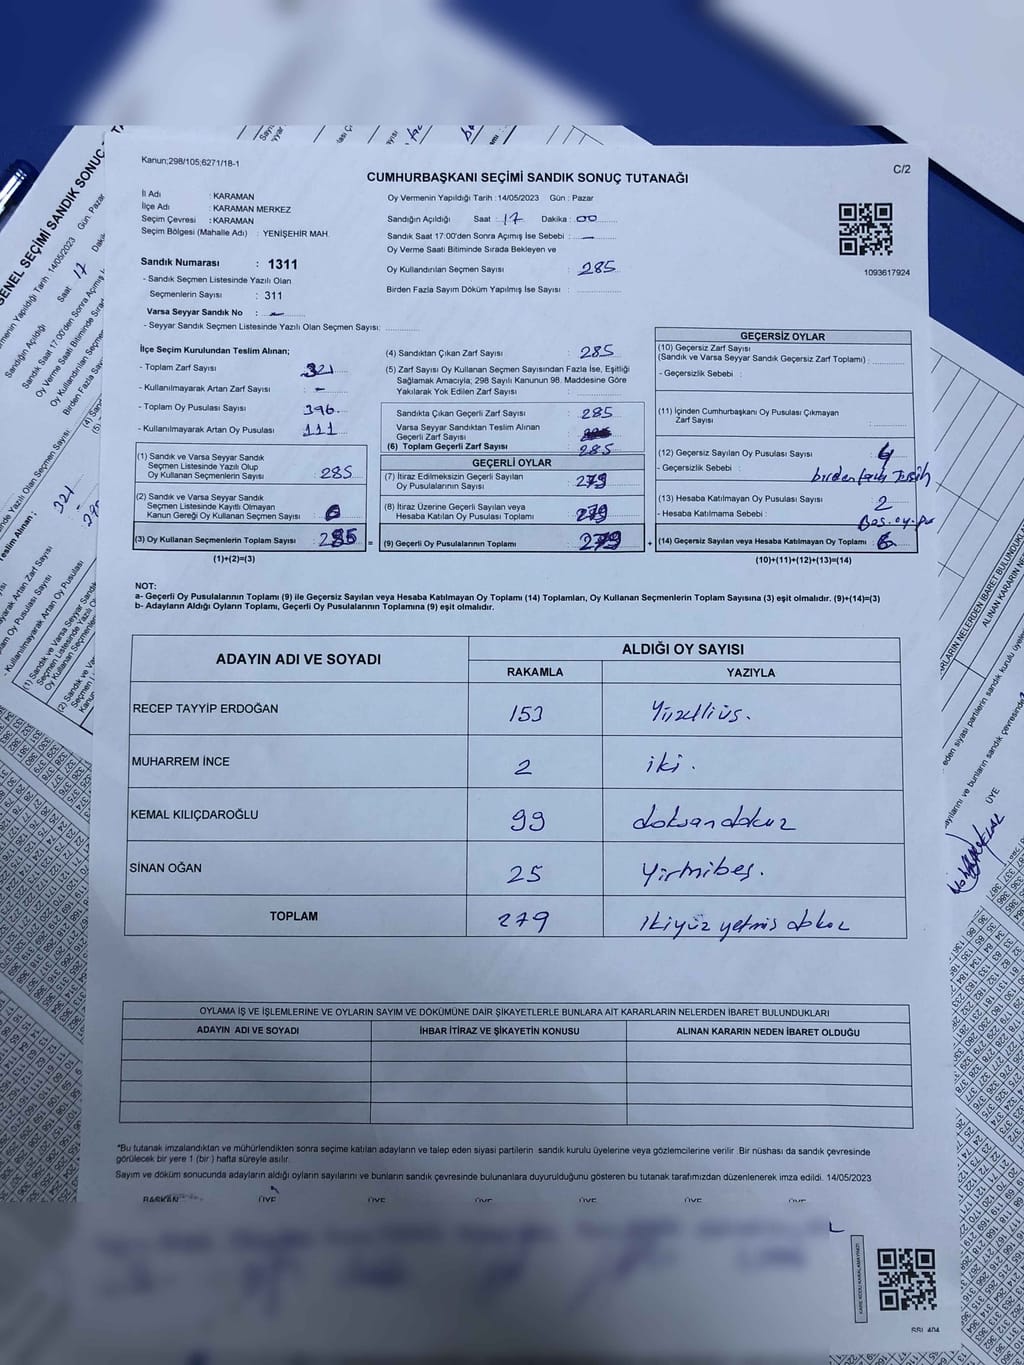 Kanun;298/105;6271/18-1
C/2
CUMHURBAŞKANI SEÇİMİ SANDIK SONUÇ TUTANAĞI
İl Adı : KARAMAN
İlçe Adı : KARAMAN MERKEZ
Seçim Çevresi : KARAMAN
Seçim Bölgesi (Mahalle Adı) : YENİŞEHİR MAH.
Sandık Numarası : 1311
- Sandık Seçmen Listesinde Yazılı Olan
Seçmenlerin Sayısı : 311
Varsa Seyyar Sandık No : -
- Seyyar Sandık Seçmen Listesinde Yazılı Olan Seçmen Sayısı:
Oy Vermenin Yapıldığı Tarih :14/05/2023 Gün : Pazar
Sandığın Açıldığı Saat : 17 Dakika : 00
Sandık Saat 17:00'den Sonra Açımış İse Sebebi : -
Oy Verme Saati Bitiminde Sırada Bekleyen ve
Oy Kullandırılan Seçmen Sayısı : 285
Birden Fazla Sayım Döküm Yapılmış İse Sayısı :
1093617924
İlçe Seçim Kurulundan Teslim Alınan;
- Toplam Zarf Sayısı : 321
- Kullanılmayarak Artan Zarf Sayısı : -
- Toplam Oy Pusulası Sayısı : 396
- Kullanılmayarak Artan Oy Pusulası : 111
(1) Sandık ve Varsa Seyyar Sandık
Seçmen Listesinde Yazılı Olup
Oy Kullanan Seçmenlerin Sayısı : 285
(2) Sandık ve Varsa Seyyar Sandık
Seçmen Listesinde Kayıtlı Olmayan
Kanun Gereği Oy Kullanan Seçmen Sayısı :
(3) Oy Kullanan Seçmenlerin Toplam Sayısı : 285 =
(1)+(2)=(3)
(4) Sandıktan Çıkan Zarf Sayısı : 285
(5) Zarf Sayısı Oy Kullanan Seçmen Sayısından Fazla İse, Eşitliği
Sağlamak Amacıyla; 298 Sayılı Kanunun 98. Maddesine Göre
Yakılarak Yok Edilen Zarf Sayısı :
Sandıkta Çıkan Geçerli Zarf Sayısı : 285
Varsa Seyyar Sandıktan Teslim Alınan
Geçerli Zarf Sayısı :
(6) Toplam Geçerli Zarf Sayısı : 285
GEÇERLİ OYLAR
(7) İtiraz Edilmeksizin Geçerli Sayılan
Oy Pusulalarının Sayısı : 279
(8) İtiraz Üzerine Geçerli Sayılan veya
Hesaba Katılan Oy Pusulası Toplamı : 279
(9) Geçerli Oy Pusulalarının Toplamı : 279 +
GEÇERSİZ OYLAR
(10) Geçersiz Zarf Sayısı
(Sandık ve Varsa Seyyar Sandık Geçersiz Zarf Toplamı) :
- Geçersizlik Sebebi :
(11) İçinden Cumhurbaşkanı Oy Pusulası Çıkmayan
Zarf Sayısı :
(12) Geçersiz Sayılan Oy Pusulası Sayısı : 4
- Geçersizlik Sebebi : birden fazla Tercih
(13) Hesaba Katılmayan Oy Pusulası Sayısı : 2
- Hesaba Katılmama Sebebi : Boş. oy. pu
(14) Geçersiz Sayılan veya Hesaba Katılmayan Oy Toplamı : 6
(10)+(11)+(12)+(13)=(14)
NOT:
a- Geçerli Oy Pusulalarının Toplamı (9) ile Geçersiz Sayılan veya Hesaba Katılmayan Oy Toplamı (14) Toplamları, Oy Kullanan Seçmenlerin Toplam Sayısına (3) eşit olmalıdır. (9)+(14)=(3)
b- Adayların Aldığı Oyların Toplamı, Geçerli Oy Pusulalarının Toplamına (9) eşit olmalıdır.
ADAYIN ADI VE SOYADI ALDIĞI OY SAYISI
RAKAMLA YAZIYLA
RECEP TAYYİP ERDOĞAN 153 Yüzelliüç.
MUHARREM İNCE 2 iki.
KEMAL KILIÇDAROĞLU 99 doksandokuz
SİNAN OĞAN 25 Yirmibeş.
TOPLAM 279 ikiyüz yetmiş dokuz
OYLAMA İŞ VE İŞLEMLERİNE VE OYLARIN SAYIM VE DÖKÜMÜNE DAİR ŞİKAYETLERLE BUNLARA AİT KARARLARIN NELERDEN İBARET BULUNDUKLARI
ADAYIN ADI VE SOYADI İHBAR İTİRAZ VE ŞİKAYETİN KONUSU ALINAN KARARIN NEDEN İBARET OLDUĞU
*Bu tutanak imzalandıktan ve mühürlendikten sonra seçime katılan adayların ve talep eden siyasi partilerin sandık kurulu üyelerine veya gözlemcilerine verilir. Bir nüshası da sandık çevresinde
görülecek bir yere 1 (bir ) hafta süreyle asılır.
Sayım ve döküm sonucunda adayların aldığı oyların sayılarını ve bunların sandık çevresinde bulunanlara duyurulduğunu gösteren bu tutanak tarafımızdan düzenlenerek imza edildi. 14/05/2023
BAŞKAN ÜYE ÜYE ÜYE ÜYE ÜYE ÜYE